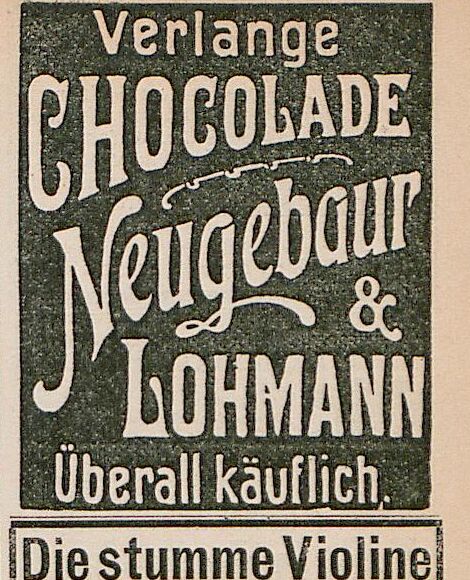 Verlange
CHOCOLADE
Neugebaur
&
LOHMANN
Überall käuflich.
Die stumme Violine